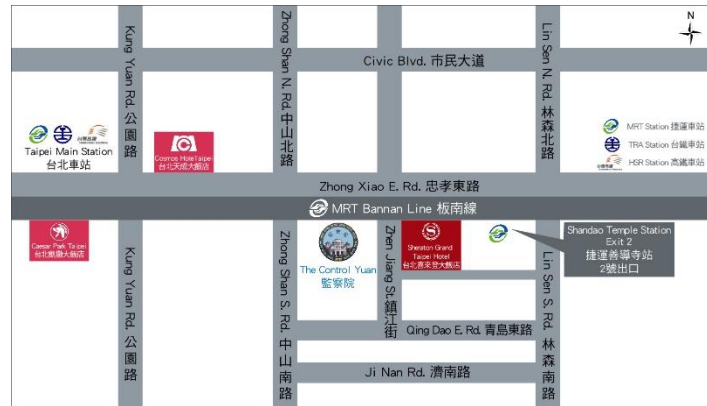 N
Kung Yuan Rd. 公園路
Zhong Shan N. Rd. 中山北路
Lin Sen N. Rd. 林森北路
Civic Blvd. 市民大道
Taipei Main Station
台北車站
Cosmos Hotel Taipei
台北天成大飯店
MRT Station 捷運車站
TRA Station 台鐵車站
HSR Station 高鐵車站
Zhong Xiao E. Rd. 忠孝東路
MRT Bannan Line 板南線
Caesar Park Taipei
台北凱撒大飯店
Kung Yuan Rd. 公園路
Zhong Shan S. Rd. 中山南路
The Control Yuan
監察院
Zhen Jiang St. 鎮江街
Sheraton Grand
Taipei Hotel
台北喜來登大飯店
Shandao Temple Station
Exit 2
捷運善導寺站
2號出口
Lin Sen S. Rd. 林森南路
Qing Dao E. Rd. 青島東路
Ji Nan Rd. 濟南路